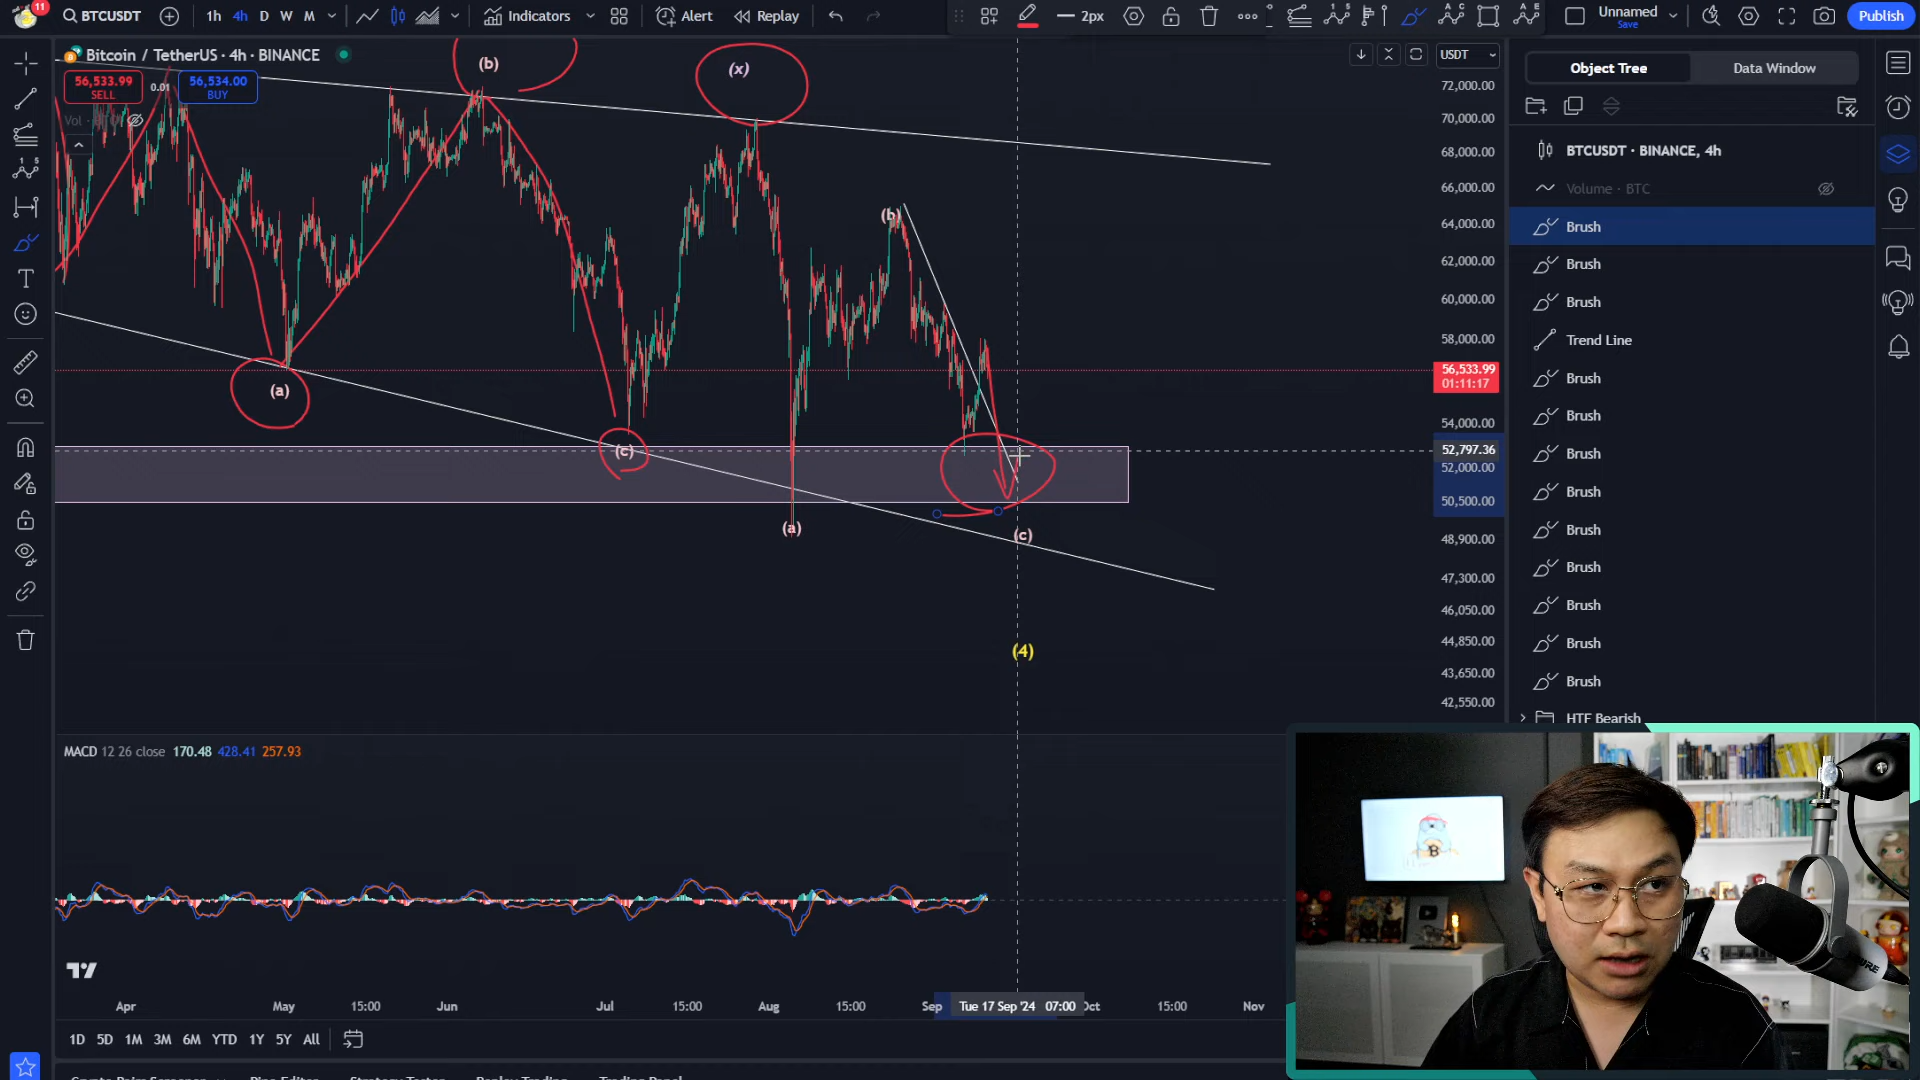 11
BTCUSDT
1h 4h D W M
Indicators
Alert
Replay
2px
Unnamed
Save
Publish
Bitcoin / TetherUS · 4h · BINANCE
56,533.99
SELL
0.01
56,534.00
BUY
Vol · BTC
(b)
(x)
(a)
(c)
(b)
(a)
(c)
(4)
USDT
72,000.00
70,000.00
68,000.00
66,000.00
64,000.00
62,000.00
60,000.00
58,000.00
56,533.99
01:11:17
54,000.00
52,797.36
52,000.00
50,500.00
48,900.00
47,300.00
46,050.00
44,850.00
43,650.00
42,550.00
Object Tree
Data Window
BTCUSDT · BINANCE, 4h
Volume · BTC
Brush
Brush
Brush
Trend Line
Brush
Brush
Brush
Brush
Brush
Brush
Brush
Brush
Brush
HTF Bearish
MACD 12 26 close 170.48 428.41 257.93
Apr May 15:00 Jun Jul 15:00 Aug 15:00 Sep Tue 17 Sep '24 07:00 Oct 15:00 Nov
1D 5D 1M 3M 6M YTD 1Y 5Y All
B